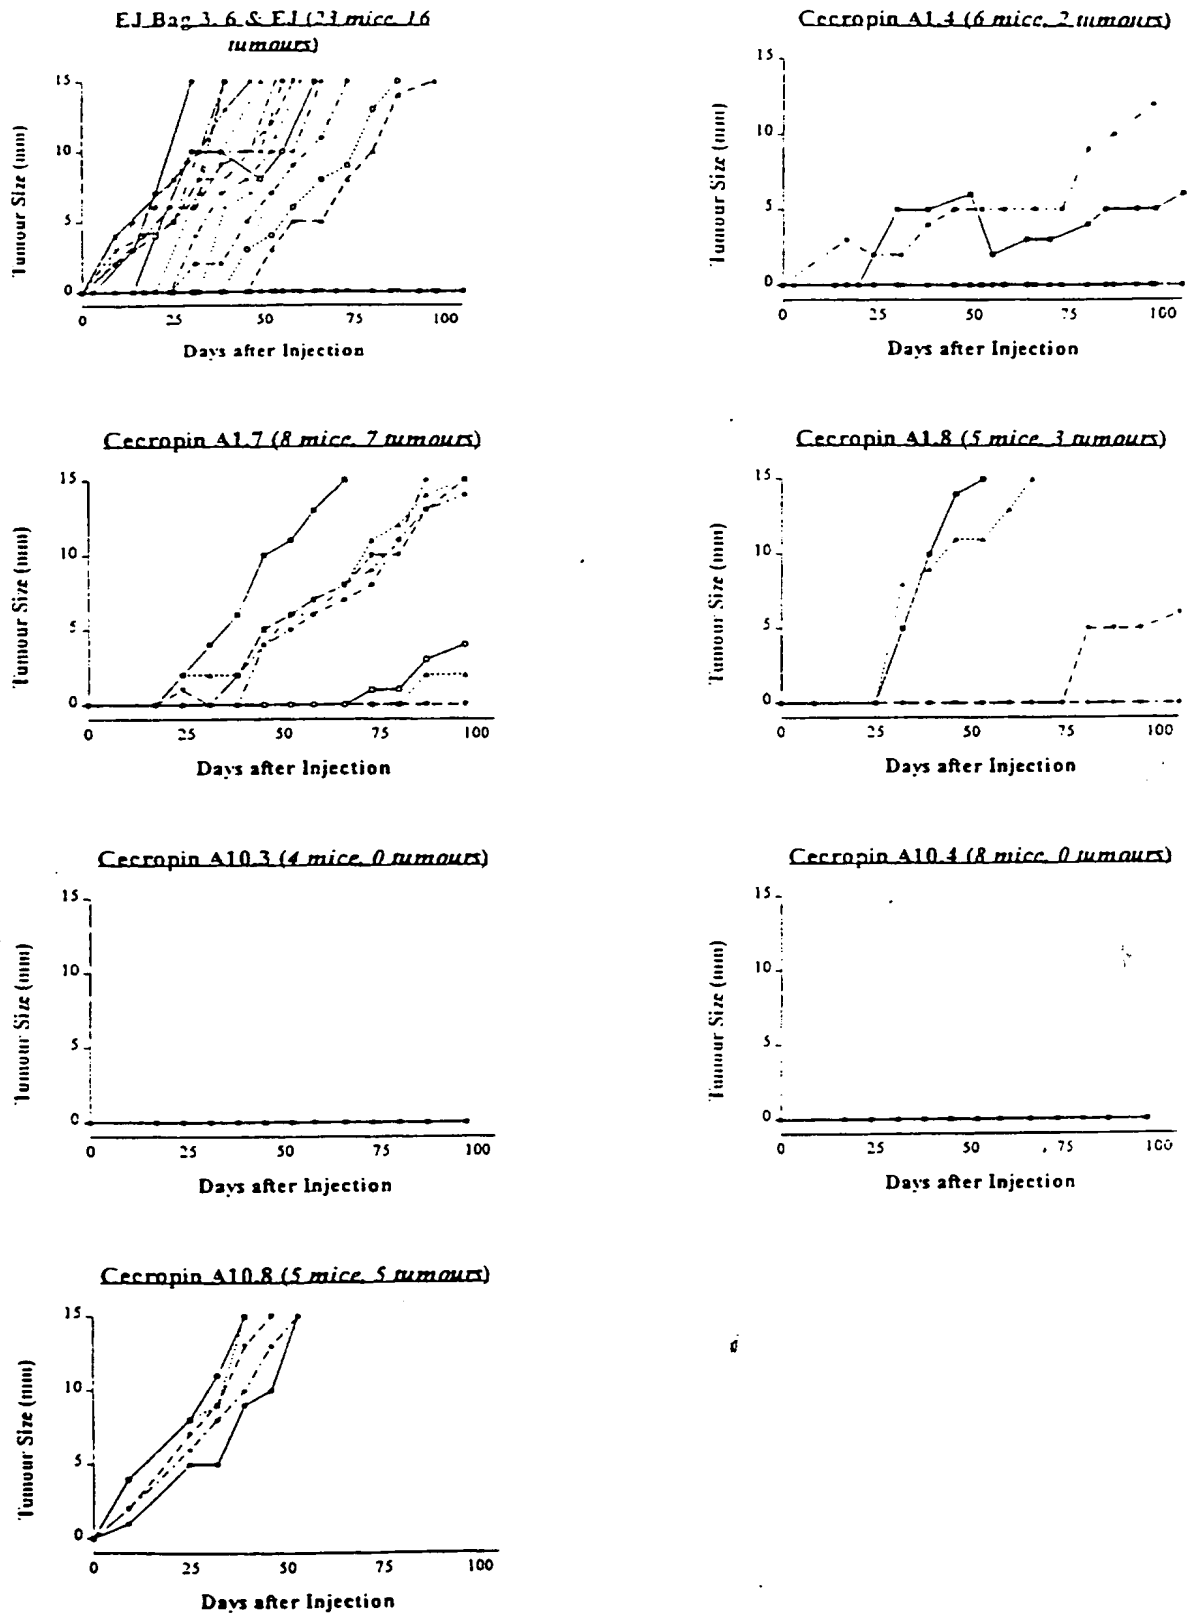 EJ Bag 3.6 & EJ (23 mice, 16
tumours)
Tumour Size (mm)
15
10
5
0
0 25 50 75 100
Days after Injection
Cecropin A1.4 (6 mice, 2 tumours)
Tumour Size (mm)
15
10
5
0
0 25 50 75 100
Days after Injection
Cecropin A1.7 (8 mice, 7 tumours)
Tumour Size (mm)
15
10
5
0
0 25 50 75 100
Days after Injection
Cecropin A1.8 (5 mice, 3 tumours)
Tumour Size (mm)
15
10
5
0
0 25 50 75 100
Days after Injection
Cecropin A10.3 (4 mice, 0 tumours)
Tumour Size (mm)
15
10
5
0
0 25 50 75 100
Days after Injection
Cecropin A10.4 (8 mice, 0 tumours)
Tumour Size (mm)
15
10
5
0
0 25 50 75 100
Days after Injection
Cecropin A10.8 (5 mice, 5 tumours)
Tumour Size (mm)
15
10
5
0
0 25 50 75 100
Days after Injection